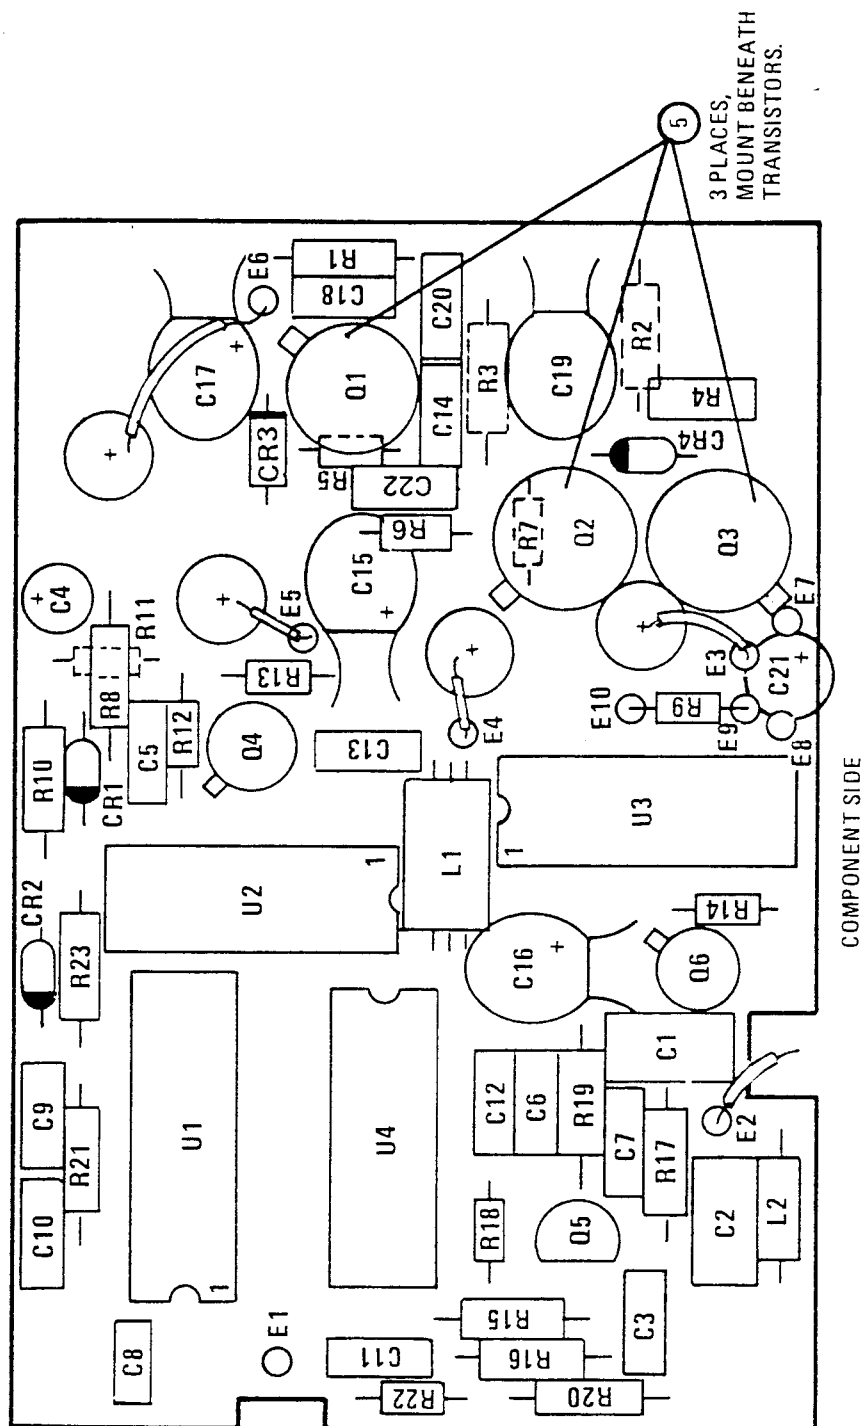 5
3 PLACES,
MOUNT BENEATH
TRANSISTORS.
E6
R1
C18
C17
+
C20
Q1
R3
C19
R2
R4
+
CR3
C14
R5
C22
CR4
R6
R7
Q2
Q3
+
C4
+
E5
C15
+
R11
R8
R13
+
E7
E3
+
C21
+
E10
R9
E9
E8
R10
CR1
C5
R12
Q4
C13
E4
L1
U3
1
CR2
U2
1
R23
C16
+
R14
Q6
C9
R21
C10
U1
1
U4
C12
C6
R19
C1
C7
R17
E2
R18
Q5
C2
L2
C8
E1
C11
R15
R16
R22
R20
C3
COMPONENT SIDE